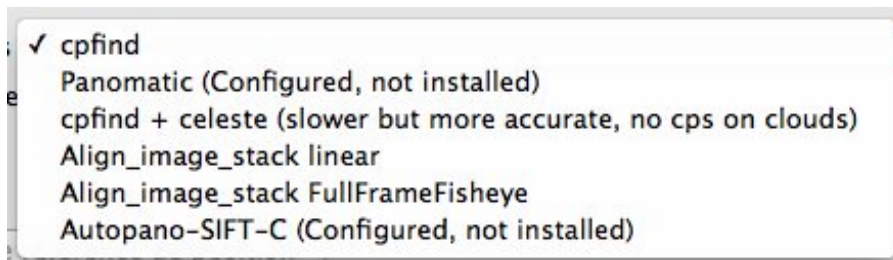 ✓ cpfind
Panomatic (Configured, not installed)
cpfind + celeste (slower but more accurate, no cps on clouds)
Align_image_stack linear
Align_image_stack FullFrameFisheye
Autopano-SIFT-C (Configured, not installed)